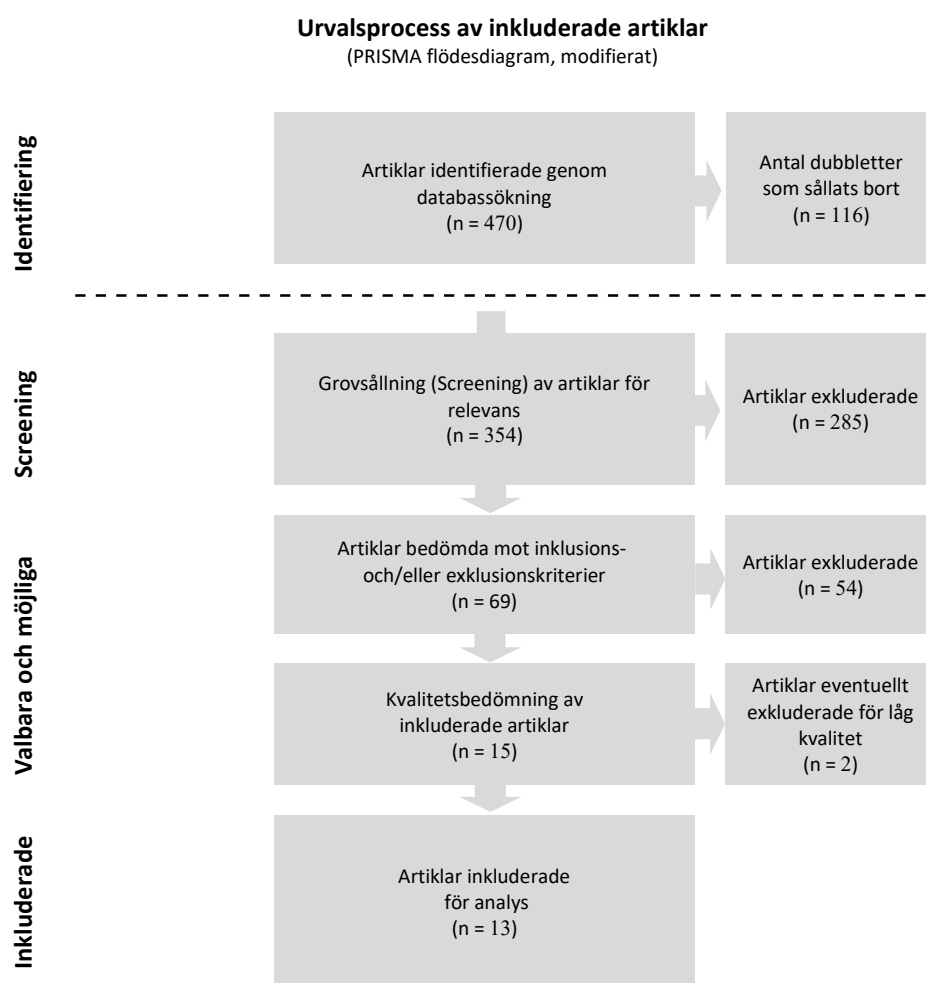 Urvalsprocess av inkluderade artiklar
(PRISMA flödesdiagram, modifierat)
Identifiering
Artiklar identifierade genom
databassökning
(n = 470)
Antal dubbletter
som sållats bort
(n = 116)
Screening
Grovsållning (Screening) av artiklar för
relevans
(n = 354)
Artiklar exkluderade
(n = 285)
Valbara och möjliga
Artiklar bedömda mot inklusions-
och/eller exklusionskriterier
(n = 69)
Artiklar exkluderade
(n = 54)
Kvalitetsbedömning av
inkluderade artiklar
(n = 15)
Artiklar eventuellt
exkluderade för låg
kvalitet
(n = 2)
Inkluderade
Artiklar inkluderade
för analys
(n = 13)